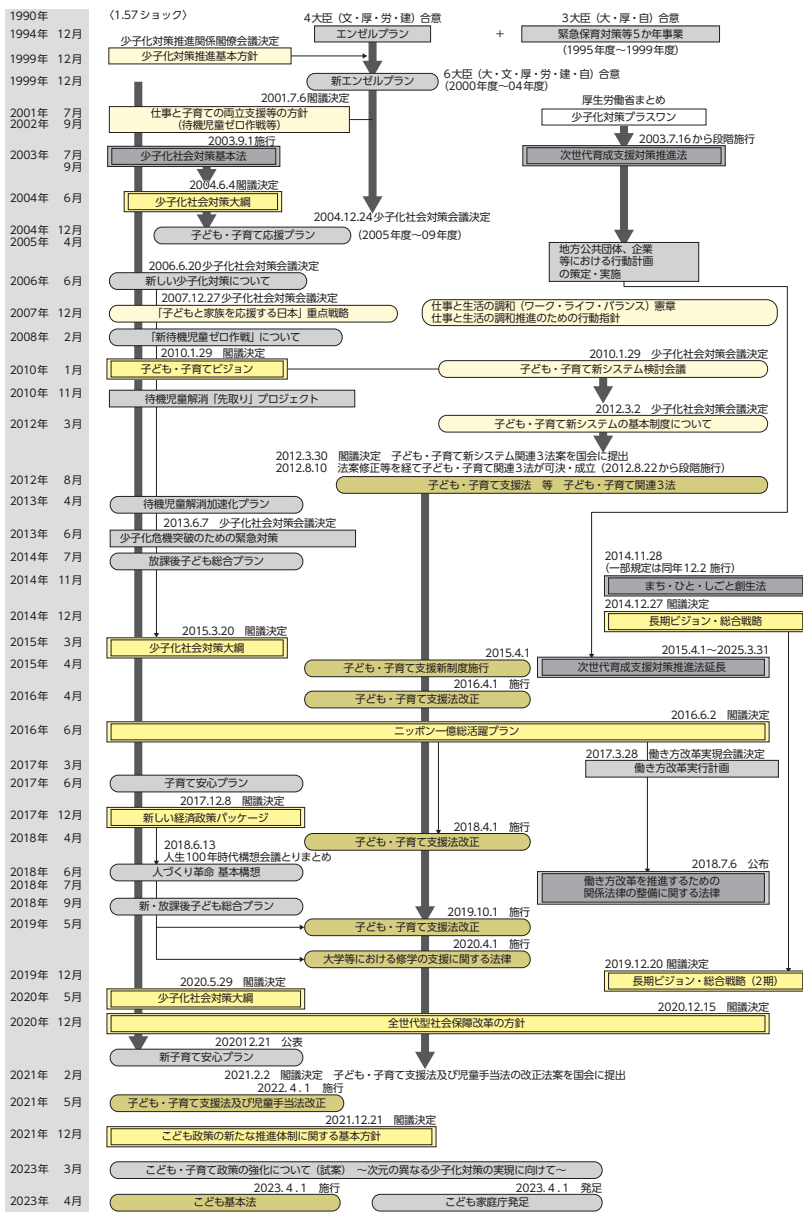 1990年 〈1.57ショック〉 4大臣（文・厚・労・建）合意 3大臣（大・厚・自）合意
1994年 12月 エンゼルプラン + 緊急保育対策等5か年事業
少子化対策推進関係閣僚会議決定 (1995年度～1999年度)
1999年 12月 少子化対策推進基本方針
1999年 12月 新エンゼルプラン 6大臣（大・文・厚・労・建・自）合意
(2000年度～04年度)
2001.7.6閣議決定 厚生労働省まとめ
2001年 7月 仕事と子育ての両立支援等の方針 少子化対策プラスワン
2002年 9月 (待機児童ゼロ作戦等)
2003.9.1施行 2003.7.16から段階施行
2003年 7月 少子化社会対策基本法 次世代育成支援対策推進法
9月
2004.6.4閣議決定
2004年 6月 少子化社会対策大綱
2004.12.24少子化社会対策会議決定
2004年 12月 子ども・子育て応援プラン (2005年度～09年度)
2005年 4月 地方公共団体、企業
等における行動計画
の策定・実施
2006.6.20少子化社会対策会議決定
2006年 6月 新しい少子化対策について
2007.12.27少子化社会対策会議決定
2007年 12月 「子どもと家族を応援する日本」重点戦略 仕事と生活の調和（ワーク・ライフ・バランス）憲章
仕事と生活の調和推進のための行動指針
2008年 2月 「新待機児童ゼロ作戦」について
2010.1.29 閣議決定 2010.1.29 少子化社会対策会議決定
2010年 1月 子ども・子育てビジョン 子ども・子育て新システム検討会議
2010年 11月 待機児童解消「先取り」プロジェクト
2012.3.2 少子化社会対策会議決定
2012年 3月 子ども・子育て新システムの基本制度について
2012.3.30 閣議決定 子ども・子育て新システム関連3法案を国会に提出
2012.8.10 法案修正等を経て子ども・子育て関連3法が可決・成立（2012.8.22から段階施行）
2012年 8月 子ども・子育て支援法 等 子ども・子育て関連3法
2013年 4月 待機児童解消加速化プラン
2013.6.7 少子化社会対策会議決定
2013年 6月 少子化危機突破のための緊急対策
2014年 7月 放課後子ども総合プラン 2014.11.28
(一部規定は同年12.2 施行)
2014年 11月 まち・ひと・しごと創生法
2014.12.27 閣議決定
2014年 12月 長期ビジョン・総合戦略
2015.3.20 閣議決定
2015年 3月 少子化社会対策大綱
2015.4.1 2015.4.1～2025.3.31
2015年 4月 子ども・子育て支援新制度施行 次世代育成支援対策推進法延長
2016.4.1 施行
2016年 4月 子ども・子育て支援法改正
2016.6.2 閣議決定
2016年 6月 ニッポン一億総活躍プラン
2017.3.28 働き方改革実現会議決定
2017年 3月 働き方改革実行計画
2017年 6月 子育て安心プラン
2017.12.8 閣議決定
2017年 12月 新しい経済政策パッケージ
2018.4.1 施行
2018年 4月 子ども・子育て支援法改正
2018.6.13
人生100年時代構想会議とりまとめ 2018.7.6 公布
2018年 6月 人づくり革命 基本構想 働き方改革を推進するための
2018年 7月 関係法律の整備に関する法律
2018年 9月 新・放課後子ども総合プラン
2019.10.1 施行
2019年 5月 子ども・子育て支援法改正
2020.4.1 施行
大学等における修学の支援に関する法律
2019.12.20 閣議決定
2019年 12月 長期ビジョン・総合戦略（2期）
2020.5.29 閣議決定
2020年 5月 少子化社会対策大綱
2020.12.15 閣議決定
2020年 12月 全世代型社会保障改革の方針
202012.21 公表
新子育て安心プラン
2021年 2月 2021.2.2 閣議決定 子ども・子育て支援法及び児童手当法の改正法案を国会に提出
2022. 4 . 1 施行
2021年 5月 子ども・子育て支援法及び児童手当法改正
2021.12.21 閣議決定
2021年 12月 こども政策の新たな推進体制に関する基本方針
2023年 3月 こども・子育て政策の強化について（試案） ～次元の異なる少子化対策の実現に向けて～
2023. 4 . 1 施行 2023. 4 . 1 発足
2023年 4月 こども基本法 こども家庭庁発足